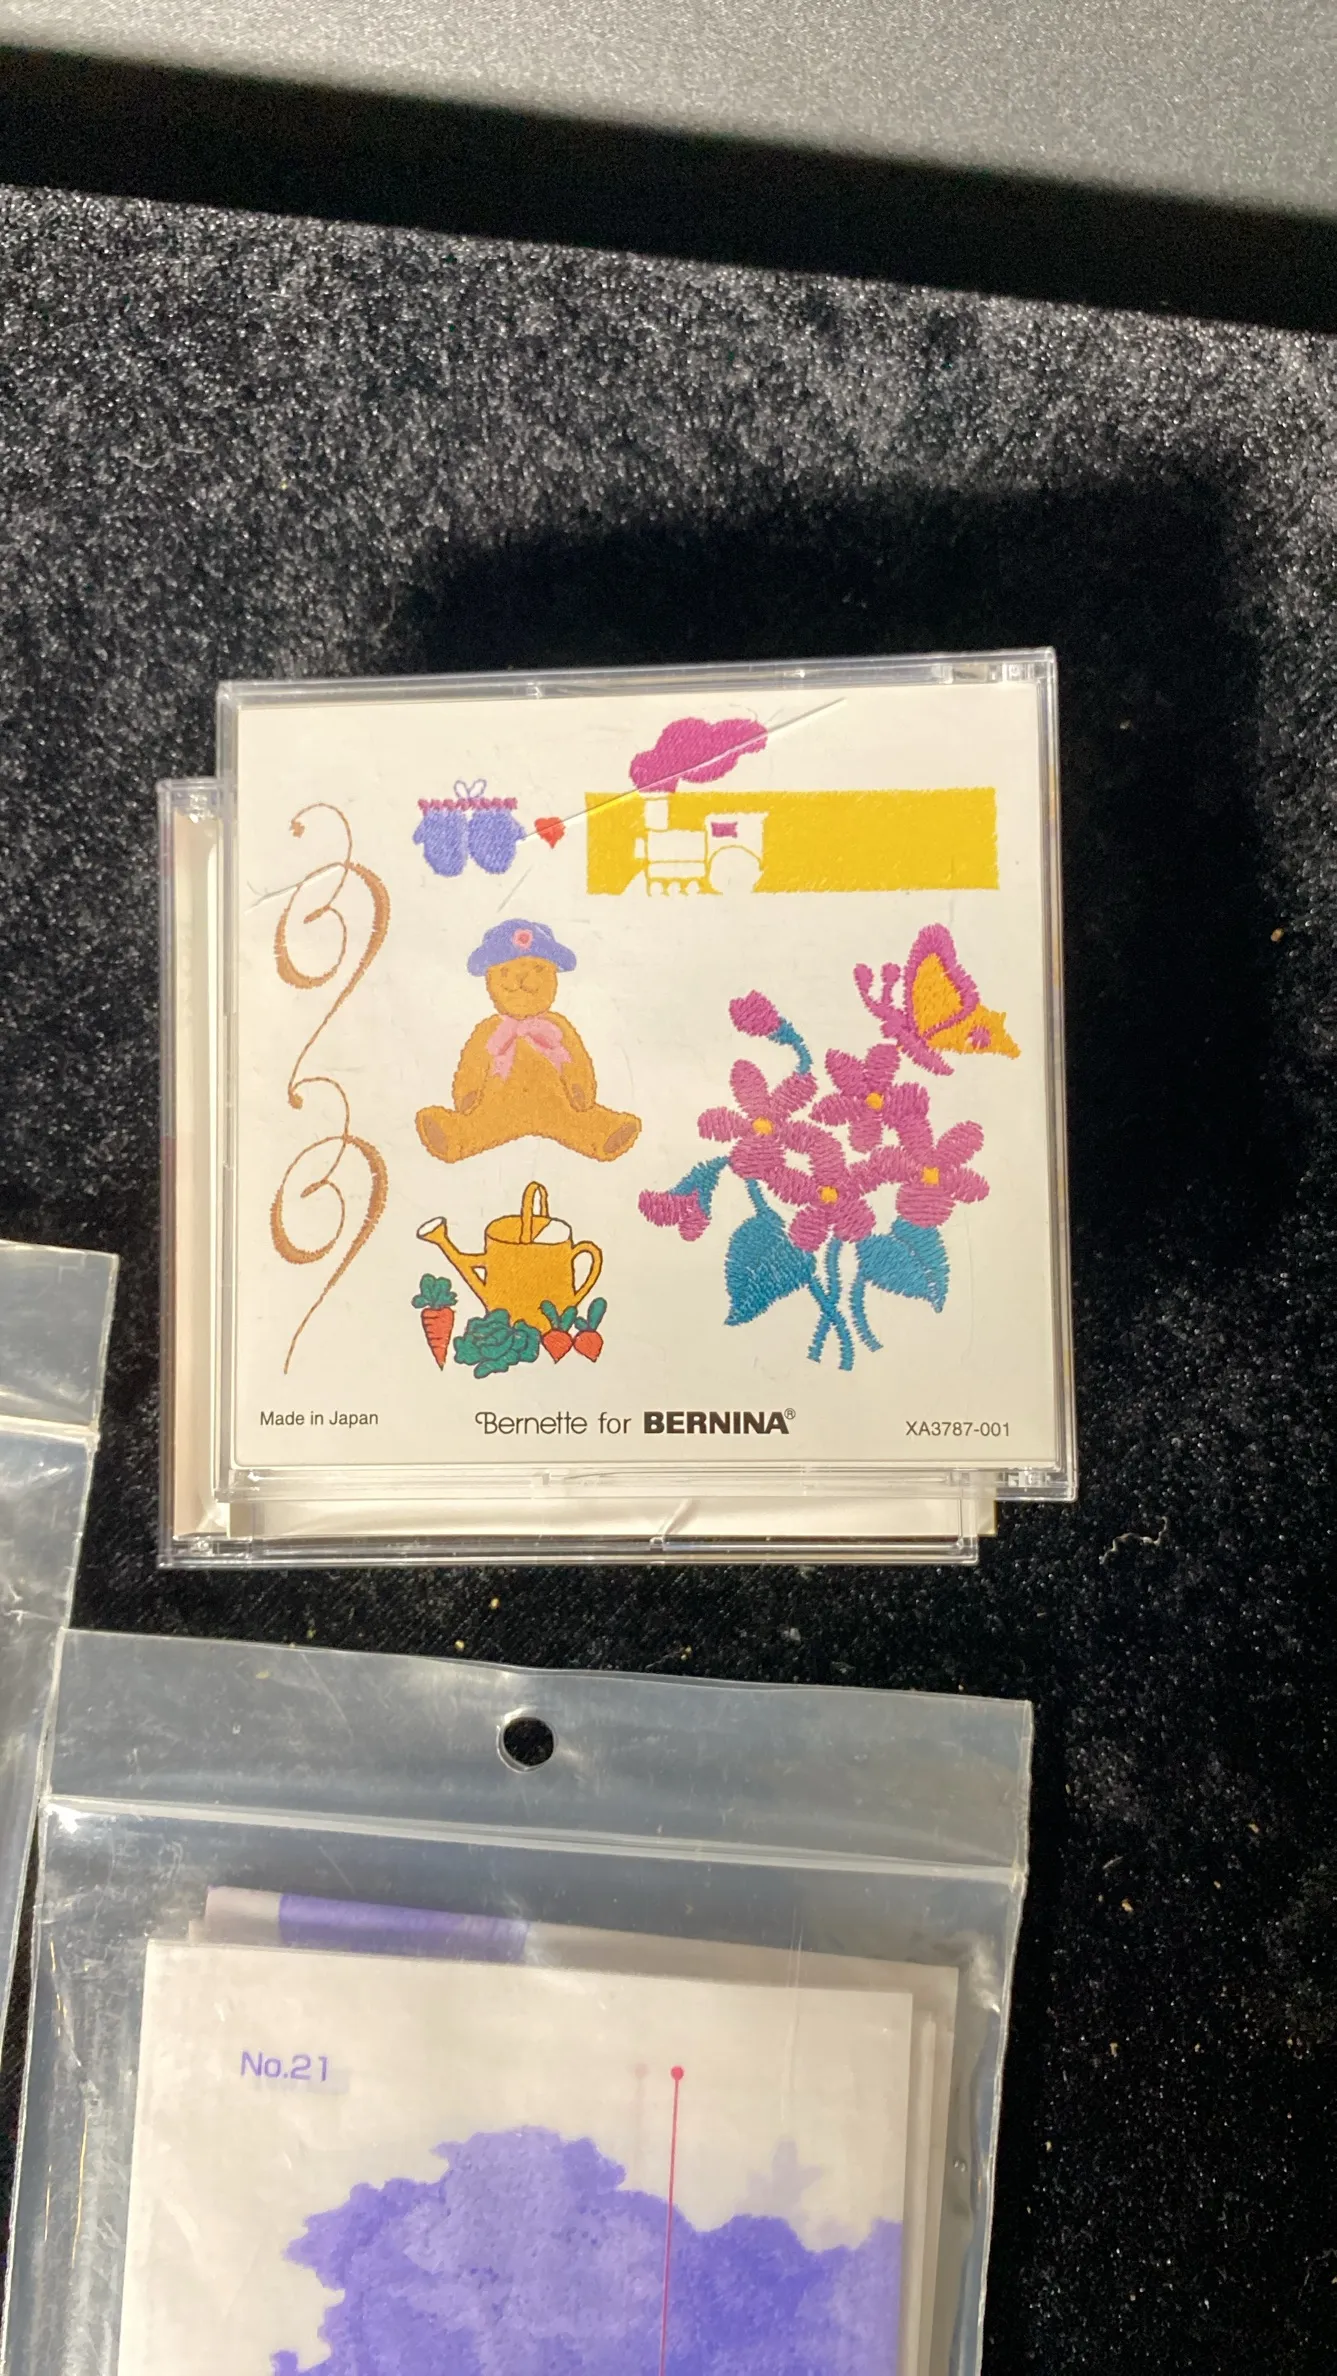 Made in Japan
Bernette for BERNINA®
XA3787-001
No.21